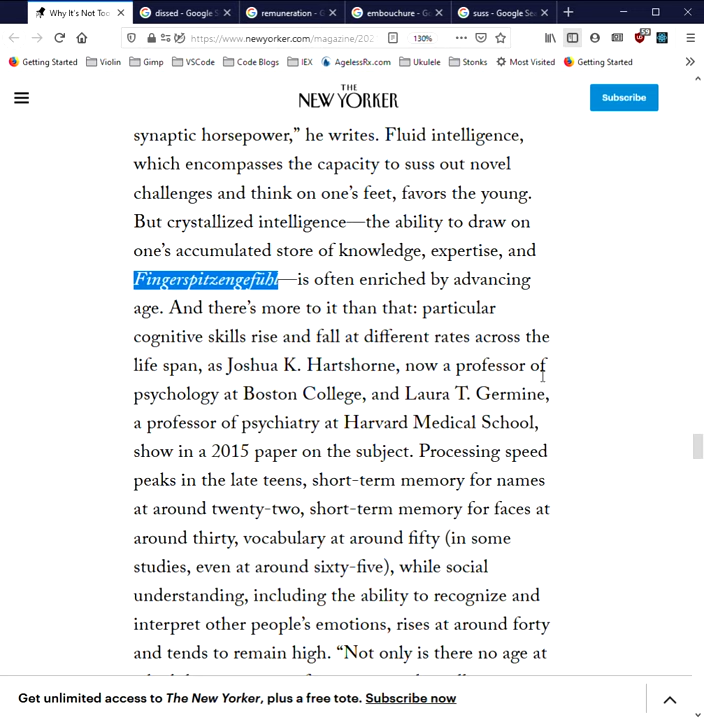 Why It's Not Too
dissed - Google S
remuneration - G
embouchure - Go
suss - Google Sea
https://www.newyorker.com/magazine/202
130%
Getting Started
Violin
Gimp
VSCode
Code Blogs
IEX
AgelessRx.com
Ukulele
Stonks
Most Visited
Getting Started
THE
NEW YORKER
Subscribe
synaptic horsepower,” he writes. Fluid intelligence,
which encompasses the capacity to suss out novel
challenges and think on one’s feet, favors the young.
But crystallized intelligence—the ability to draw on
one’s accumulated store of knowledge, expertise, and
Fingerspitzengefühl—is often enriched by advancing
age. And there’s more to it than that: particular
cognitive skills rise and fall at different rates across the
life span, as Joshua K. Hartshorne, now a professor of
psychology at Boston College, and Laura T. Germine,
a professor of psychiatry at Harvard Medical School,
show in a 2015 paper on the subject. Processing speed
peaks in the late teens, short-term memory for names
at around twenty-two, short-term memory for faces at
around thirty, vocabulary at around fifty (in some
studies, even at around sixty-five), while social
understanding, including the ability to recognize and
interpret other people’s emotions, rises at around forty
and tends to remain high. “Not only is there no age at
Get unlimited access to The New Yorker, plus a free tote. Subscribe now